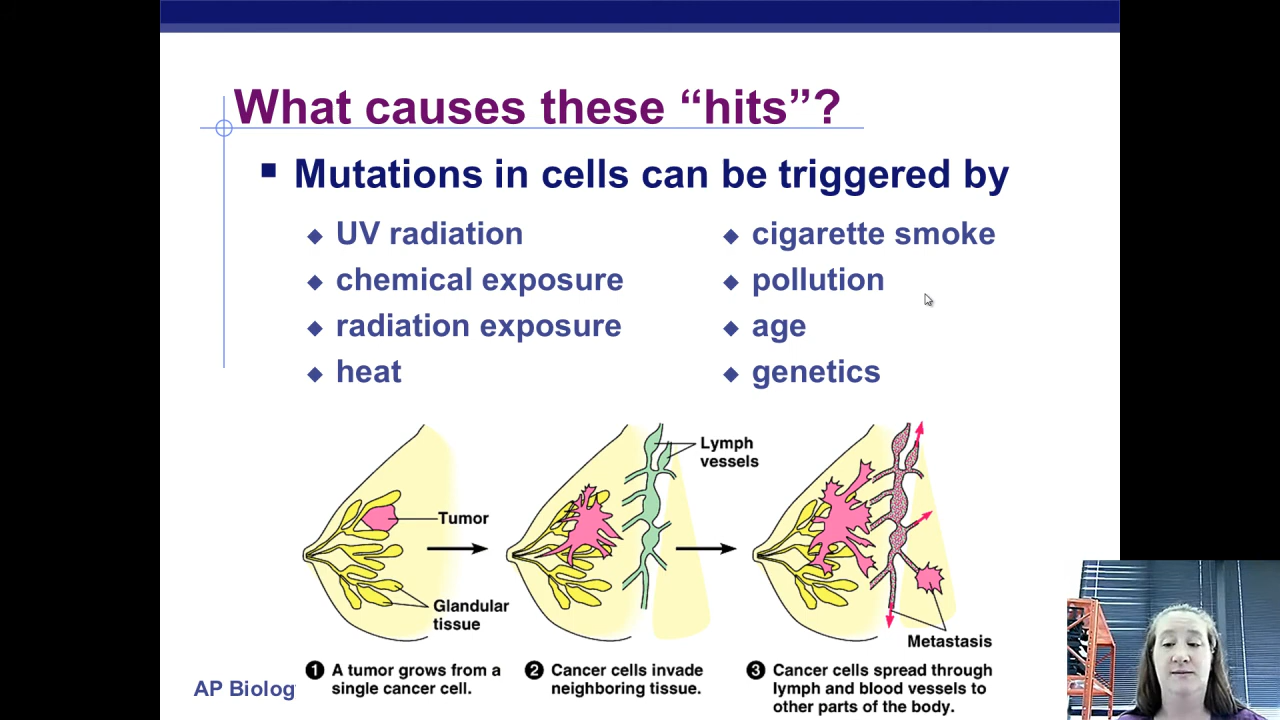 What causes these “hits”?
■ Mutations in cells can be triggered by
◆ UV radiation
◆ chemical exposure
◆ radiation exposure
◆ heat
◆ cigarette smoke
◆ pollution
◆ age
◆ genetics
Tumor
Glandular
tissue
Lymph
vessels
Metastasis
1 A tumor grows from a
single cancer cell.
2 Cancer cells invade
neighboring tissue.
3 Cancer cells spread through
lymph and blood vessels to
other parts of the body.
AP Biology